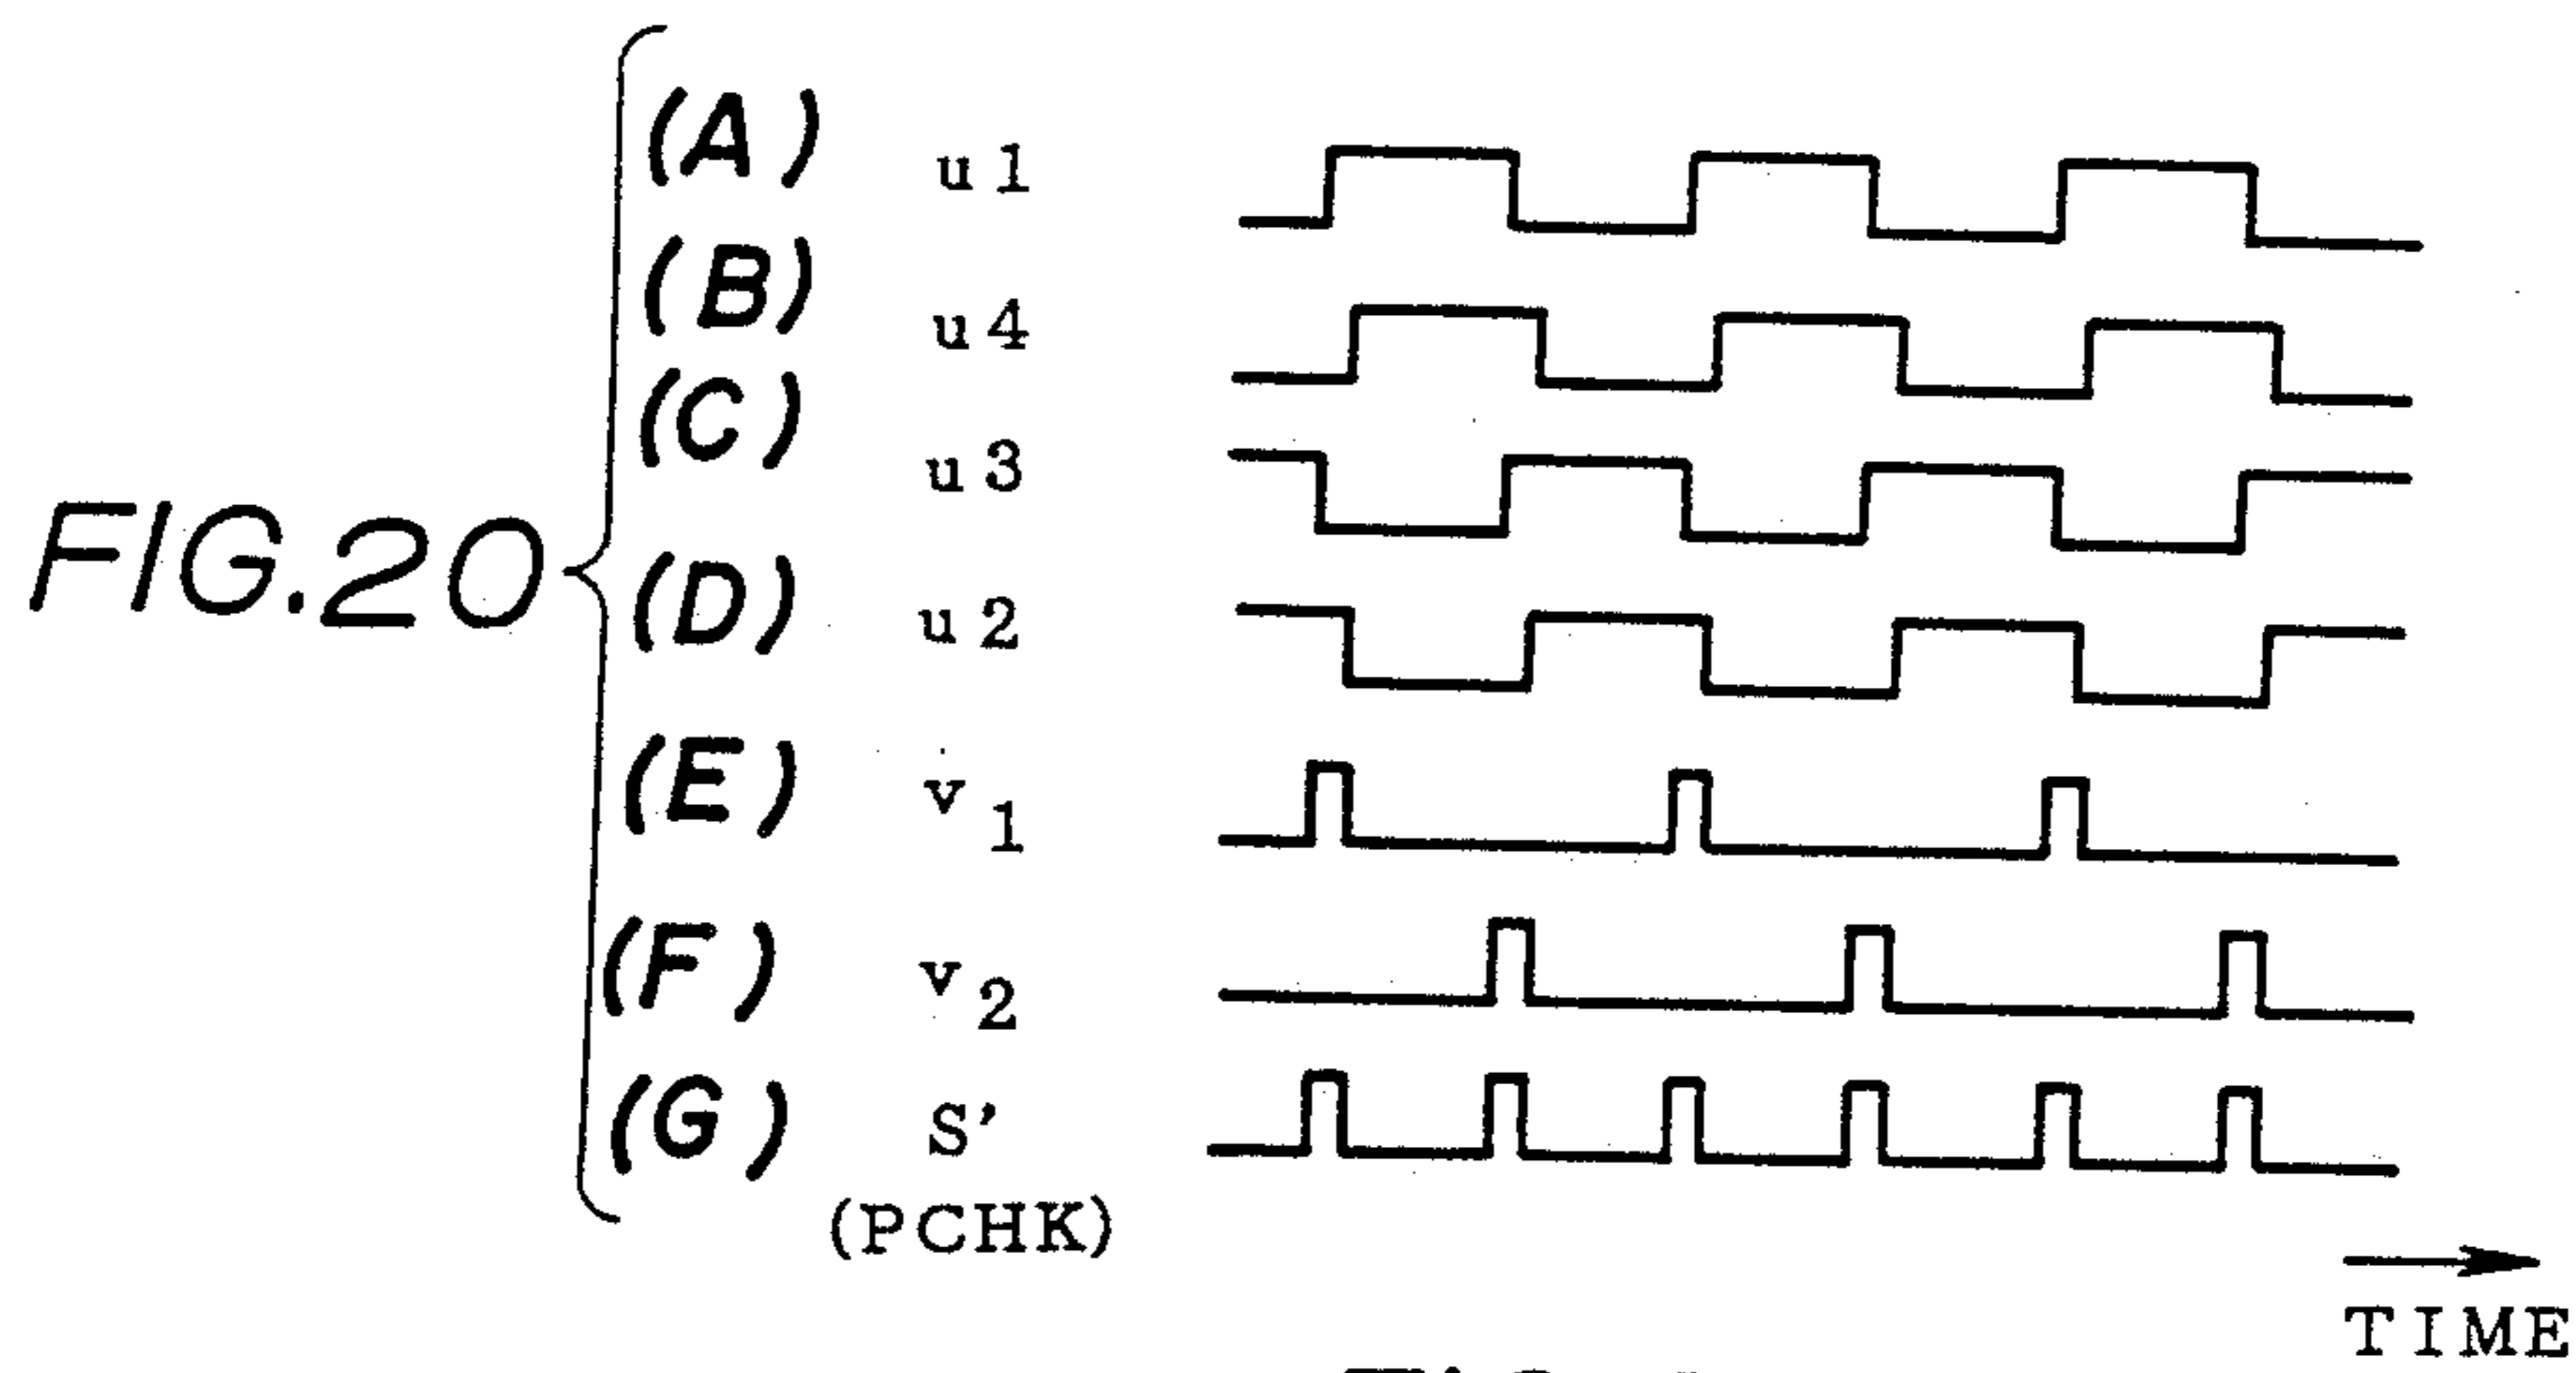 FIG.20
(A) u1
(B) u4
(C) u3
(D) u2
(E) v1
(F) v2
(G) S'
(PCHK)
TIME